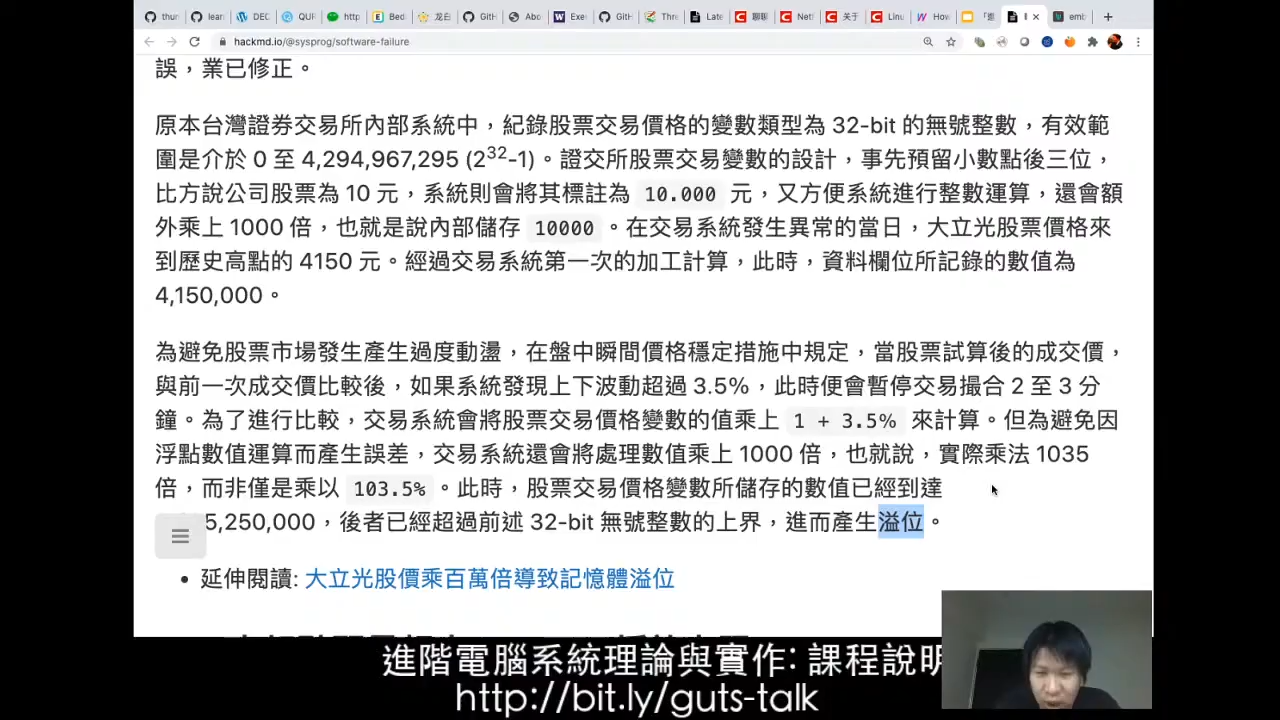 thun
learr
DEC
QUF
http
Bed
龙白
GitH
Abo
Exe
GitH
Thre
Late
聊聊
Netf
关于
Linu
How
emb
hackmd.io/@sysprog/software-failure
誤，業已修正。
原本台灣證券交易所內部系統中，紀錄股票交易價格的變數類型為 32-bit 的無號整數，有效範
圍是介於 0 至 4,294,967,295 (2³²-1)。證交所股票交易變數的設計，事先預留小數點後三位，
比方說公司股票為 10 元，系統則會將其標註為 10.000 元，又方便系統進行整數運算，還會額
外乘上 1000 倍，也就是說內部儲存 10000 。在交易系統發生異常的當日，大立光股票價格來
到歷史高點的 4150 元。經過交易系統第一次的加工計算，此時，資料欄位所記錄的數值為
4,150,000。
為避免股票市場發生產生過度動盪，在盤中瞬間價格穩定措施中規定，當股票試算後的成交價，
與前一次成交價比較後，如果系統發現上下波動超過 3.5%，此時便會暫停交易撮合 2 至 3 分
鐘。為了進行比較，交易系統會將股票交易價格變數的值乘上 1 + 3.5% 來計算。但為避免因
浮點數值運算而產生誤差，交易系統還會將處理數值乘上 1000 倍，也就說，實際乘法 1035
倍，而非僅是乘以 103.5% 。此時，股票交易價格變數所儲存的數值已經到達
5,250,000，後者已經超過前述 32-bit 無號整數的上界，進而產生溢位。
• 延伸閱讀: 大立光股價乘百萬倍導致記憶體溢位
進階電腦系統理論與實作: 課程說明
http://bit.ly/guts-talk